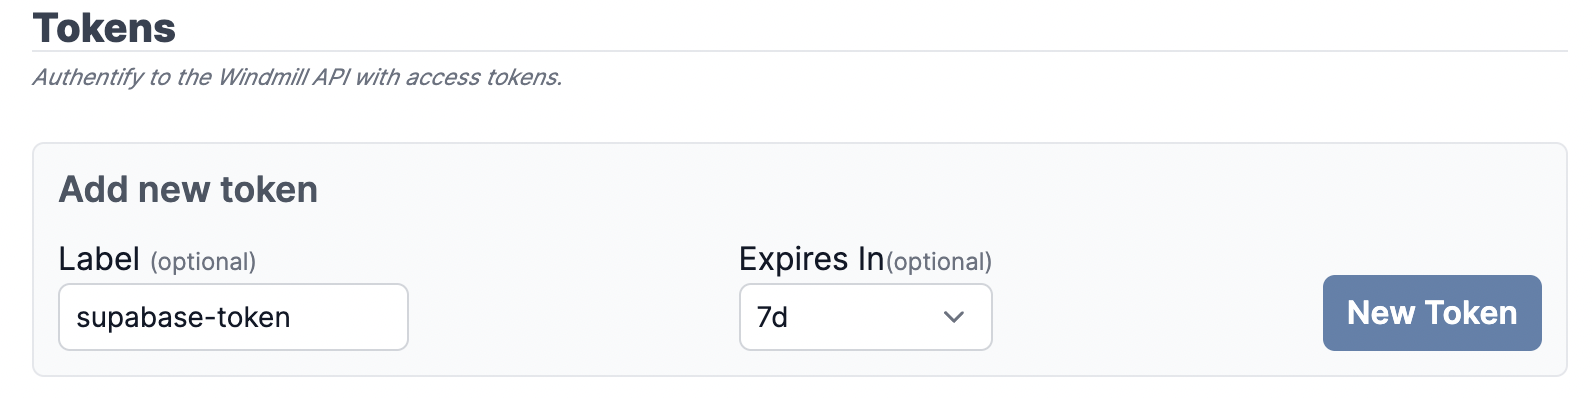 Tokens
Authentify to the Windmill API with access tokens.
Add new token
Label (optional)
Expires In(optional)
supabase-token
7d
New Token